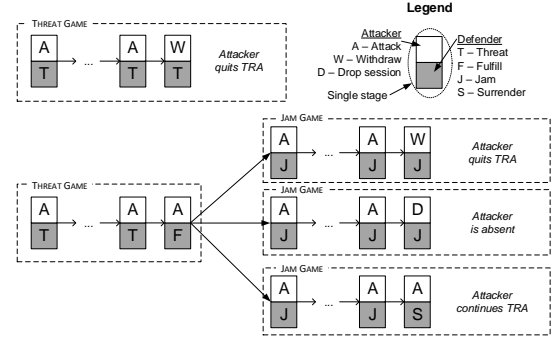 THREAT GAME
A A W
... Attacker
T T T quits TRA
Legend
Attacker
A – Attack
W – Withdraw
D – Drop session
Single stage
Defender
T – Threat
F – Fulfill
J – Jam
S – Surrender
JAM GAME
A A W
... Attacker
J J J quits TRA
THREAT GAME
A A A
...
T T F
JAM GAME
A A D
... Attacker
J J J is absent
JAM GAME
A A A
... Attacker
J J S continues TRA